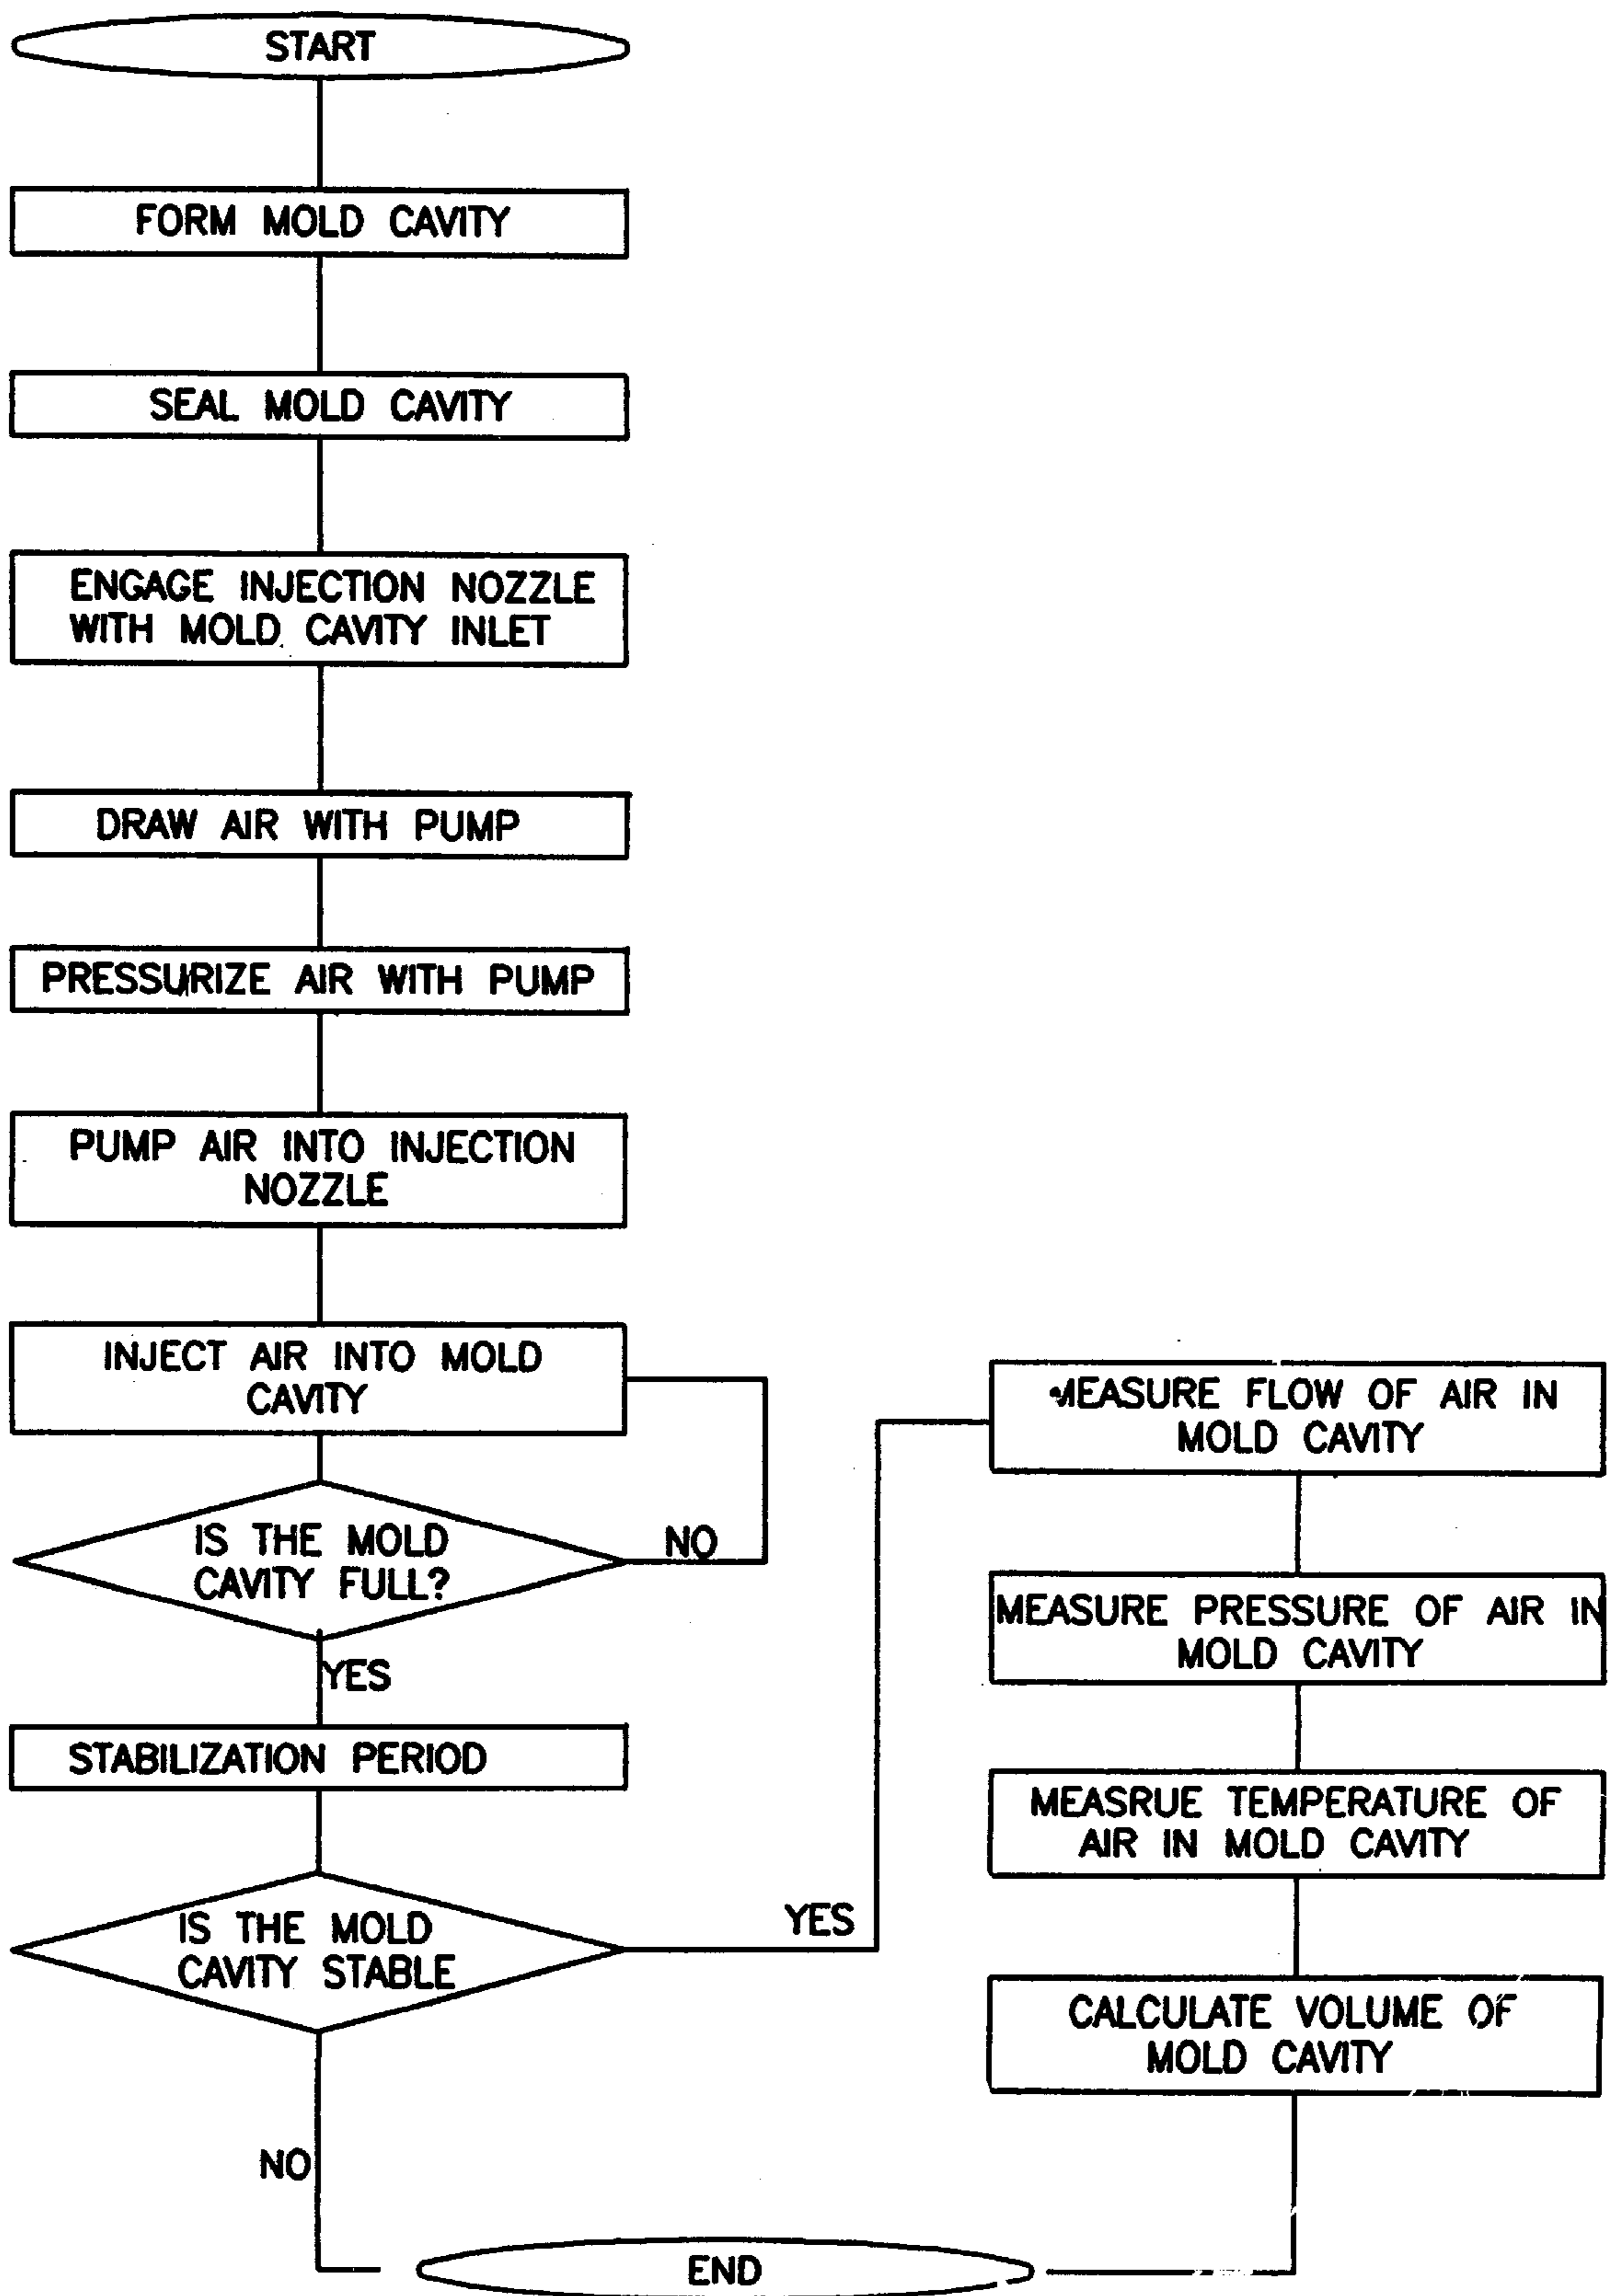 START
FORM MOLD CAVITY
SEAL MOLD CAVITY
ENGAGE INJECTION NOZZLE
WITH MOLD CAVITY INLET
DRAW AIR WITH PUMP
PRESSURIZE AIR WITH PUMP
PUMP AIR INTO INJECTION
NOZZLE
INJECT AIR INTO MOLD
CAVITY
IS THE MOLD
CAVITY FULL?
NO
YES
STABILIZATION PERIOD
IS THE MOLD
CAVITY STABLE
YES
NO
MEASURE FLOW OF AIR IN
MOLD CAVITY
MEASURE PRESSURE OF AIR IN
MOLD CAVITY
MEASRUE TEMPERATURE OF
AIR IN MOLD CAVITY
CALCULATE VOLUME OF
MOLD CAVITY
END